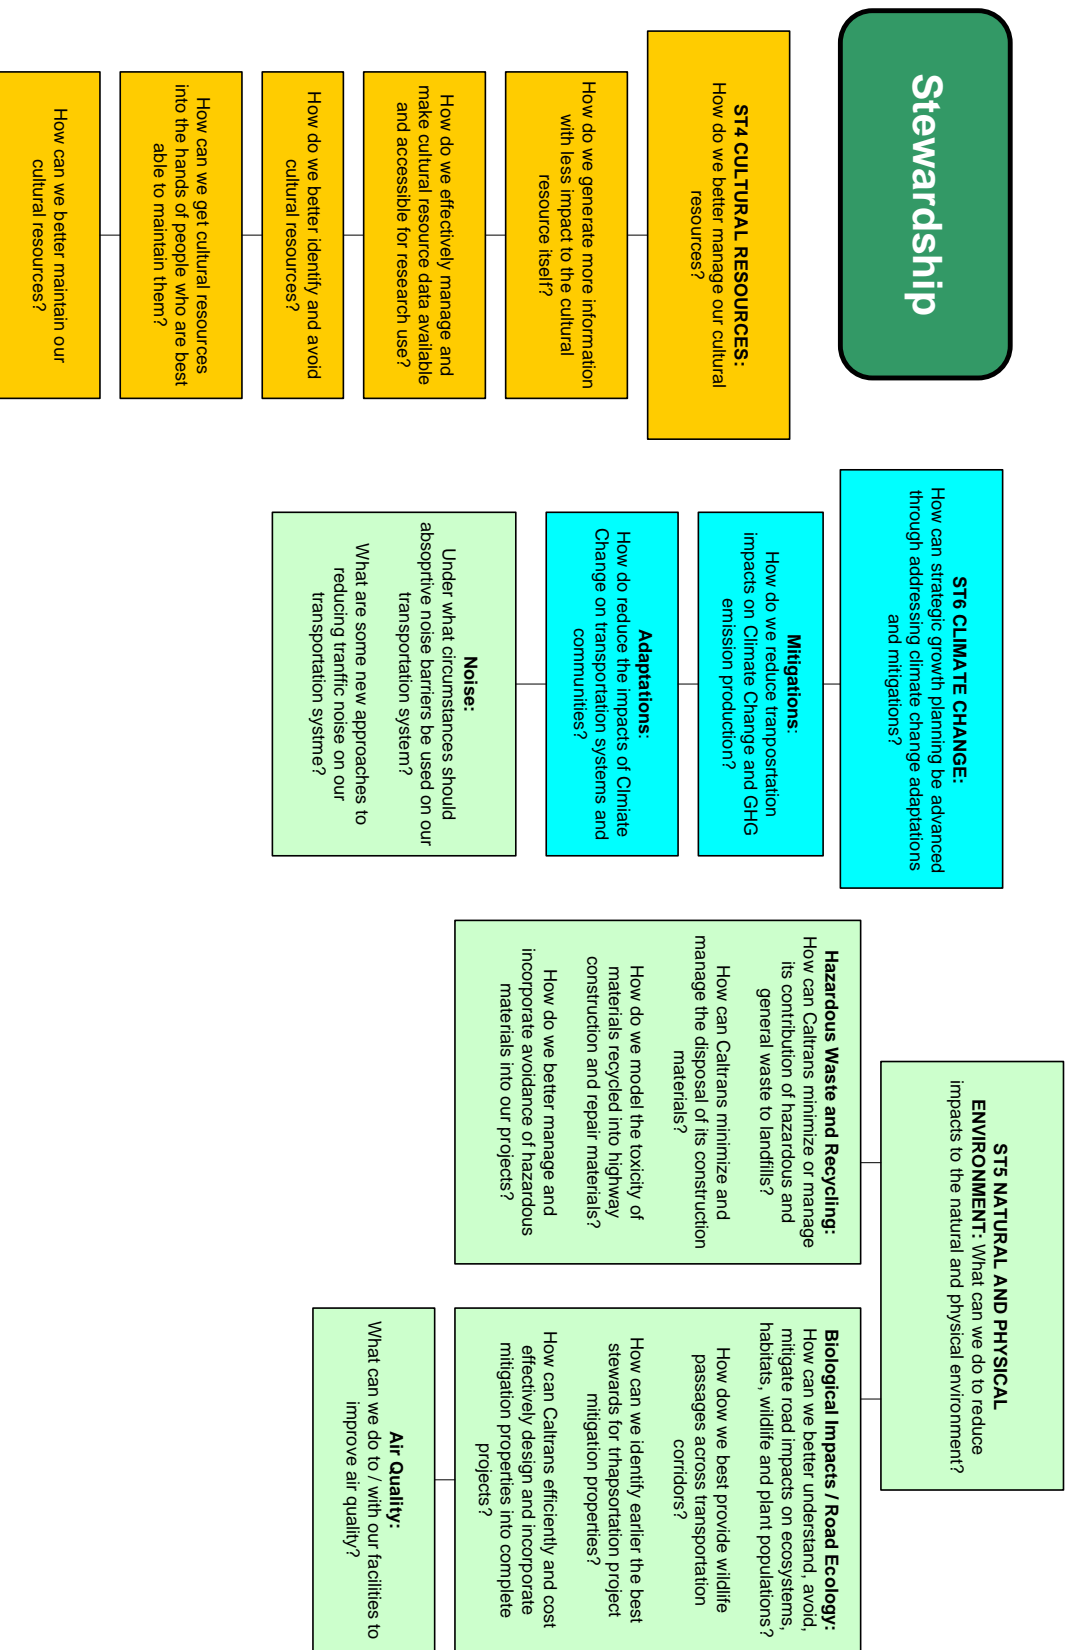 Stewardship
ST4 CULTURAL RESOURCES:
How do we better manage our cultural
resources?
How do we generate more information
with less impact to the cultural
resource itself?
How do we effectively manage and
make cultural resource data available
and accessible for research use?
How do we better identify and avoid
cultural resources?
How can we get cultural resources
into the hands of people who are best
able to maintain them?
How can we better maintain our
cultural resources?
ST6 CLIMATE CHANGE:
How can strategic growth planning be advanced
through addressing climate change adaptations
and mitigations?
Mitigations:
How do we reduce tranposrtation
impacts on Climate Change and GHG
emission production?
Adaptations:
How do reduce the impacts of Clmiate
Change on transportation systems and
communities?
Noise:
Under what circumstances should
absoprtive noise barriers be used on our
transportation system?
What are some new approaches to
reducing tranffic noise on our
transportation systme?
ST5 NATURAL AND PHYSICAL
ENVIRONMENT: What can we do to reduce
impacts to the natural and physical environment?
Hazardous Waste and Recycling:
How can Caltrans minimize or manage
its contribution of hazardous and
general waste to landfills?
How can Caltrans minimize and
manage the disposal of its construction
materials?
How do we model the toxicity of
materials recycled into highway
construction and repair materials?
How do we better manage and
incorporate avoidance of hazardous
materials into our projects?
Biological Impacts / Road Ecology:
How can we better understand, avoid,
mitigate road impacts on ecosystems,
habitats, wildlife and plant populations?
How dow we best provide wildlife
passages across transportation
corridors?
How can we identify earlier the best
stewards for trhapsortation project
mitigation properties?
How can Caltrans efficiently and cost
effectively design and incorporate
mitigation properties into complete
projects?
Air Quality:
What can we do to / with our facilities to
improve air quality?